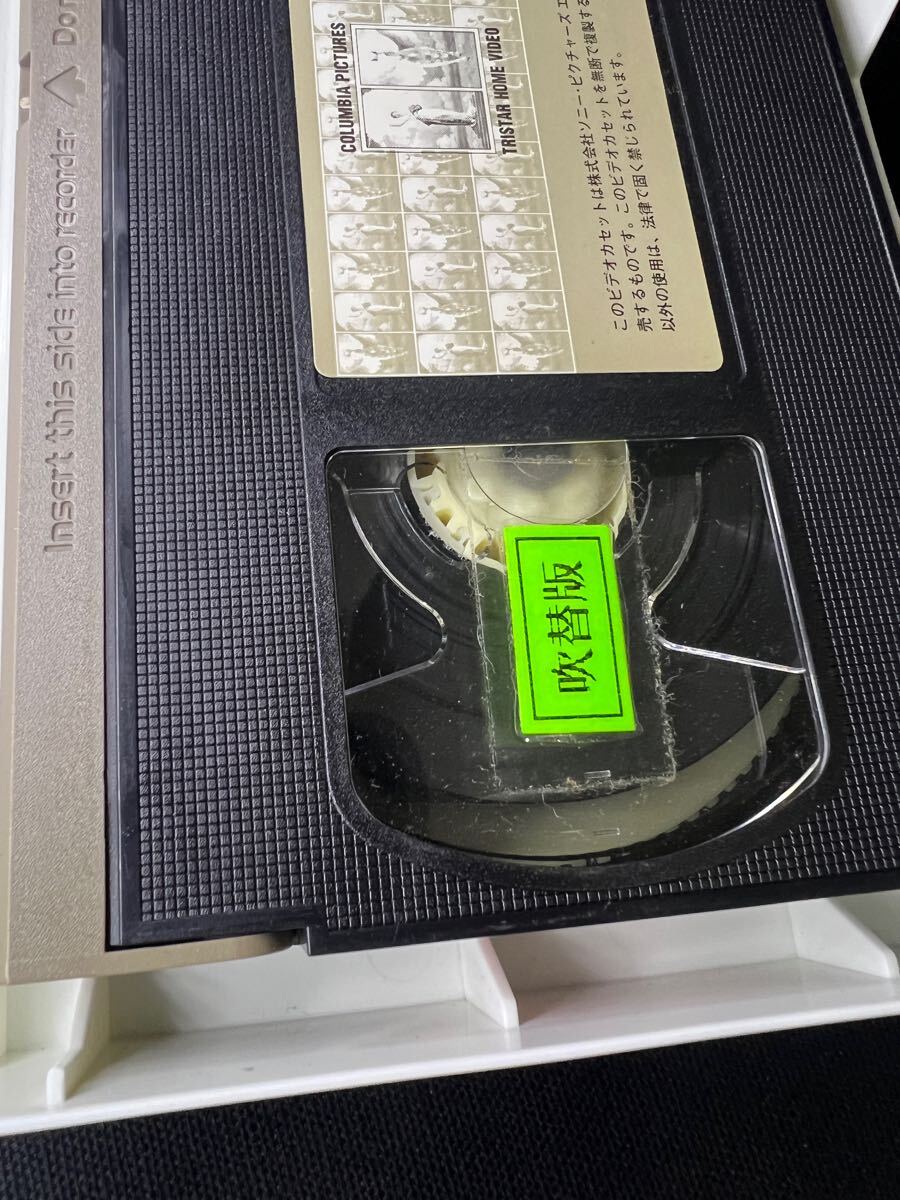 Insert this side into recorder △ Do
COLUMBIA PICTURES
TRISTAR HOME VIDEO
このビデオカセットは株式会社ソニー・ピクチャーズ エ
売するものです。このビデオカセットを無断で複製する
以外の使用は、法律で固く禁じられています。
吹替版